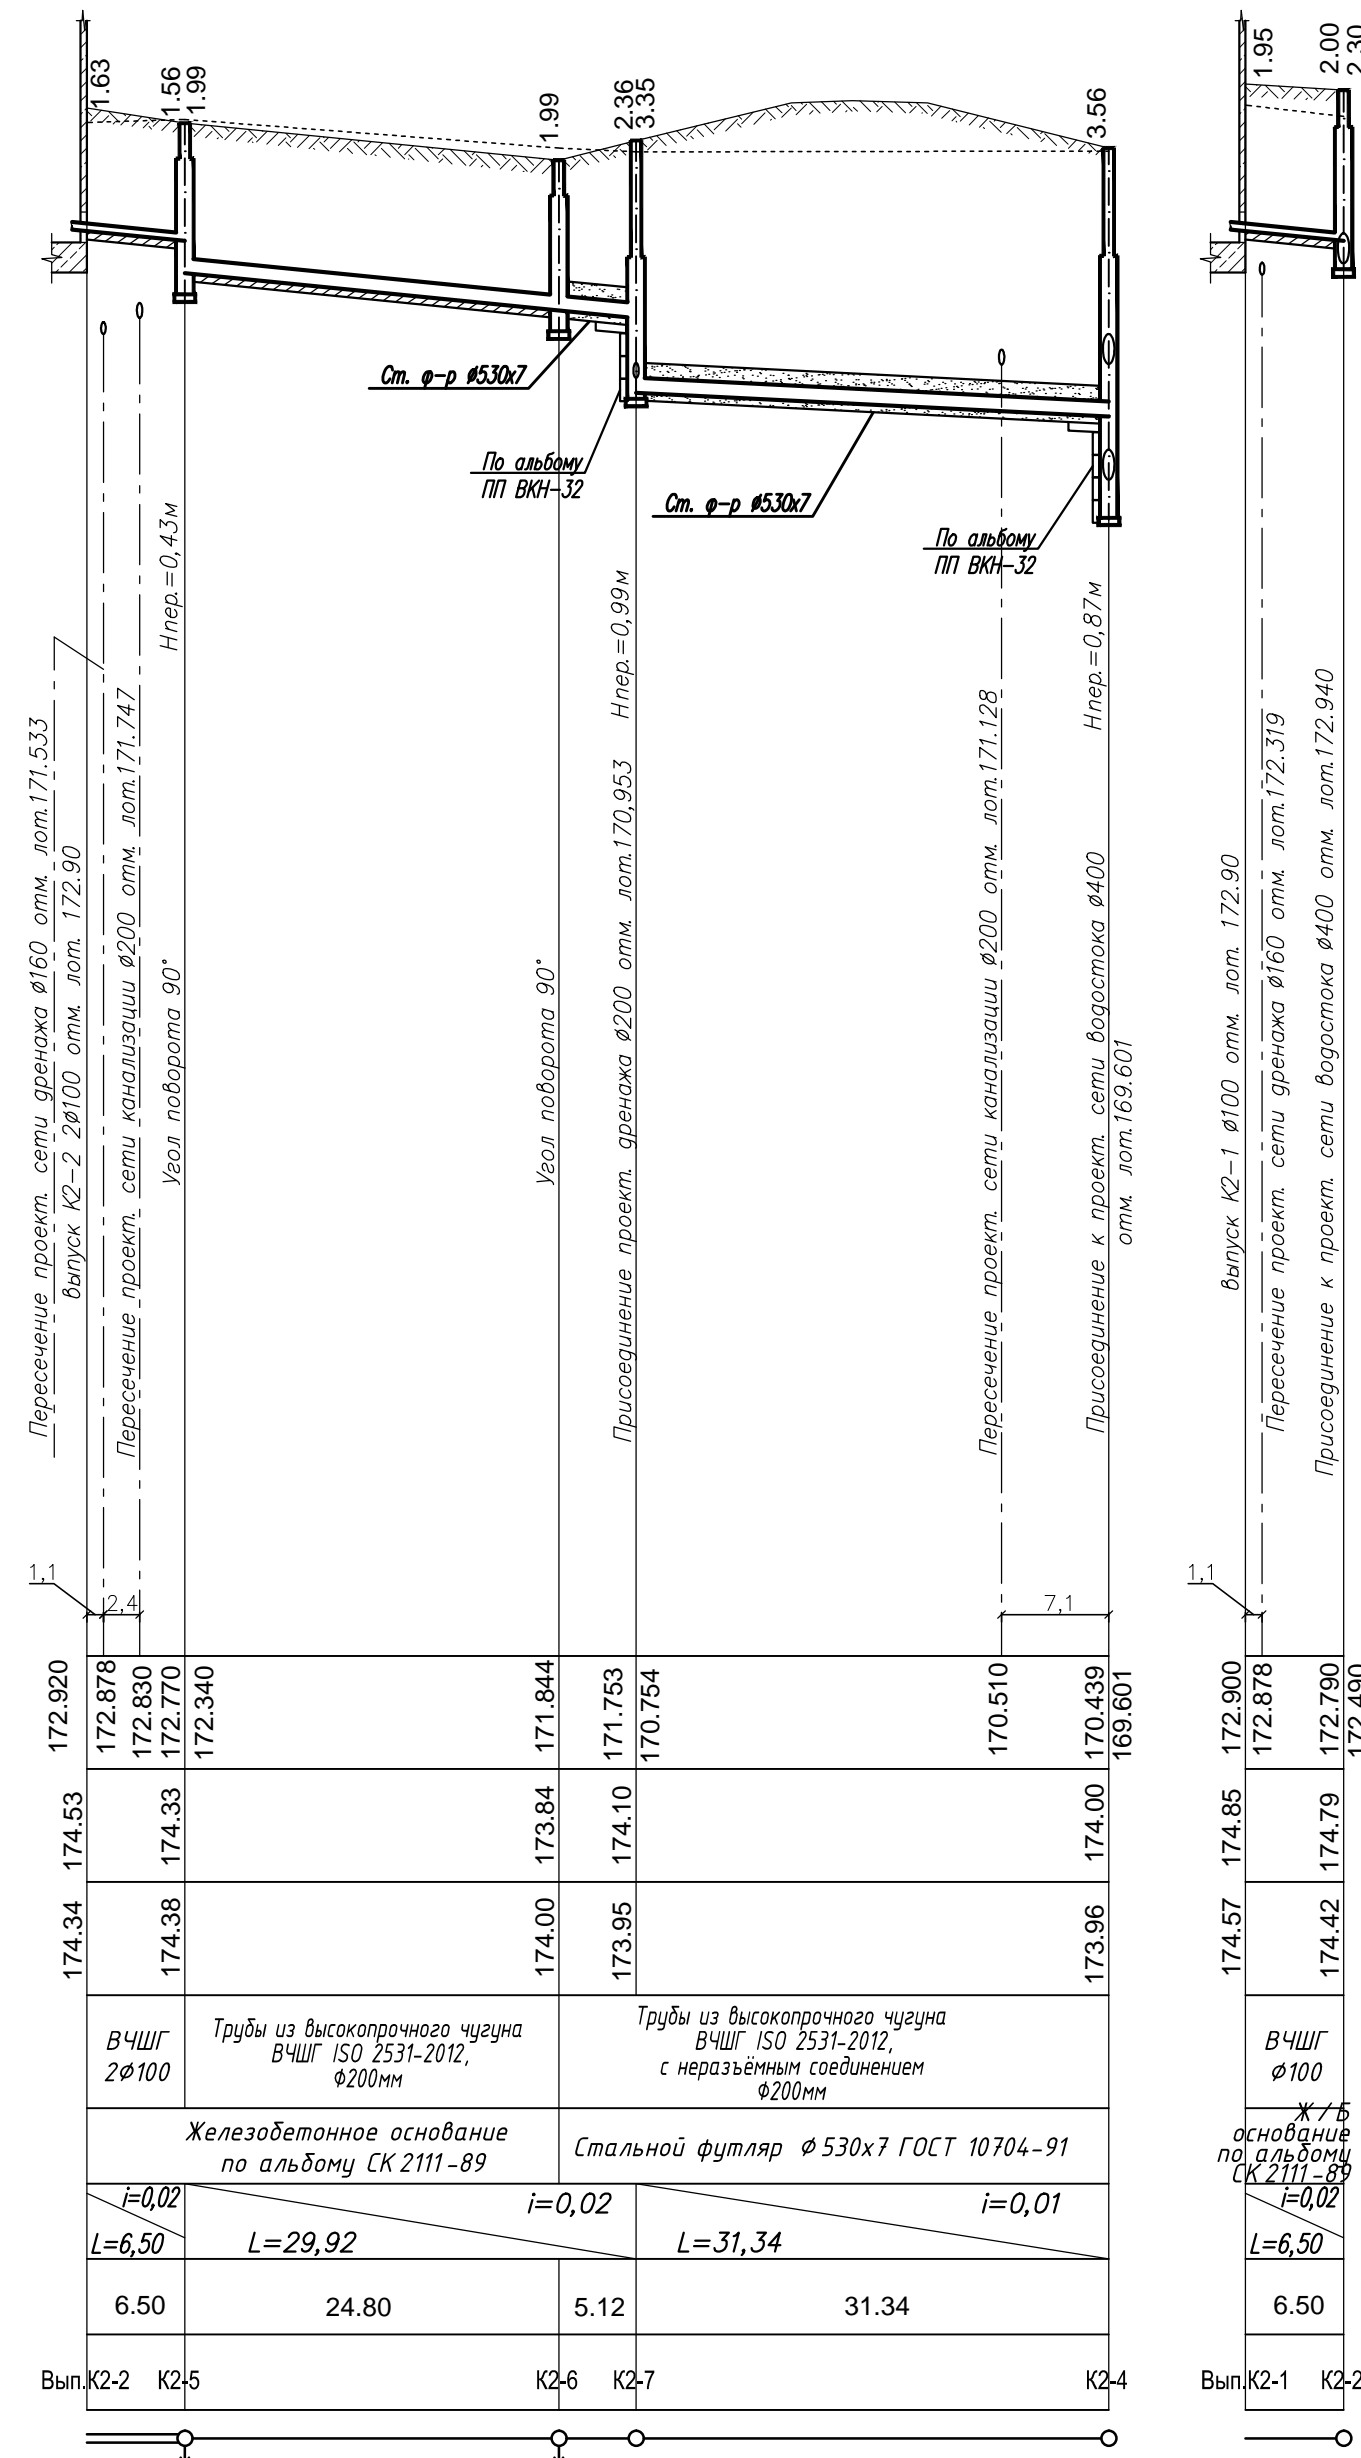 1.63
1.56
1.99
1.99
2.36
3.35
3.56
1.95
2.00
2.30
Ст. ф-р ø530х7
По альбому
ПП ВКН-32
Ст. ф-р ø530х7
По альбому
ПП ВКН-32
Пересечение проект. сети дренажа ø160 отм. лот.171.533
выпуск К2-2 2ø100 отм. лот. 172.90
Пересечение проект. сети канализации ø200 отм. лот.171.747
Угол поворота 90°
Нпер.=0,43м
Угол поворота 90°
Присоединение проект. дренажа ø200 отм. лот.170,953
Нпер.=0,99м
Пересечение проект. сети канализации ø200 отм. лот.171.128
Присоединение к проект. сети водостока ø400
отм. лот.169.601
Нпер.=0,87м
выпуск К2-1 ø100 отм. лот. 172.90
Пересечение проект. сети дренажа ø160 отм. лот.172.319
Присоединение к проект. сети водостока ø400 отм. лот.172.940
1,1
2,4
7,1
1,1
172.920
172.878
172.830
172.770
172.340
171.844
171.753
170.754
170.510
170.439
169.601
172.900
172.878
172.790
172.490
174.53
174.33
173.84
174.10
174.00
174.85
174.79
174.34
174.38
174.00
173.95
173.96
174.57
174.42
ВЧШГ
2ф100
Трубы из высокопрочного чугуна
ВЧШГ ISO 2531-2012,
ф200мм
Трубы из высокопрочного чугуна
ВЧШГ ISO 2531-2012,
с неразъёмным соединением
ф200мм
ВЧШГ
ф100
Железобетонное основание
по альбому СК 2111-89
Стальной футляр ф 530х7 ГОСТ 10704-91
Ж/Б
основание
по альбому
СК 2111-89
i=0,02
L=6,50
i=0,02
L=29,92
i=0,01
L=31,34
i=0,02
L=6,50
6.50
24.80
5.12
31.34
6.50
Вып.К2-2
К2-5
К2-6
К2-7
К2-4
Вып.К2-1
К2-2